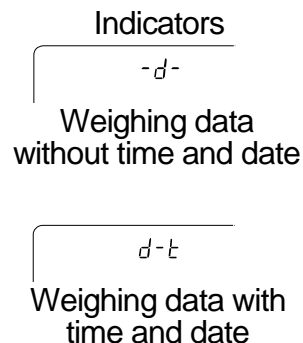 Indicators
-d-
Weighing data
without time and date
d-t
Weighing data with
time and date